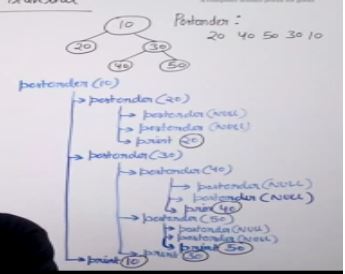 10
Postorder:
20 30
20 40 50 30 10
40 50
postorder(10)
postorder(20)
postorder(NULL)
postorder(NULL)
print 20
postorder(30)
postorder(40)
postorder(NULL)
postorder(NULL)
print 40
postorder(50)
postorder(NULL)
postorder(NULL)
print 50
print 30
print 10